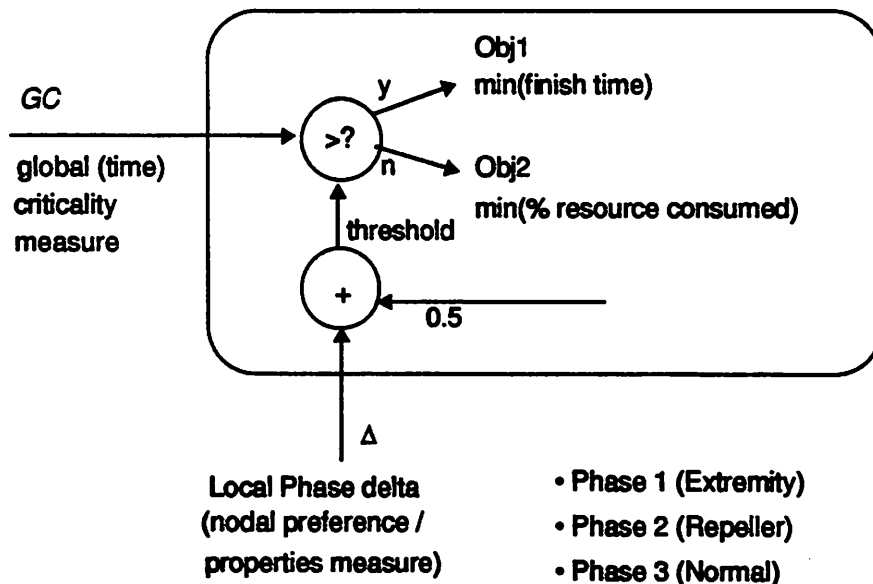 GC
global (time)
criticality
measure
>?
y
n
Obj1
min(finish time)
Obj2
min(% resource consumed)
threshold
+
0.5
Δ
Local Phase delta
(nodal preference /
properties measure)
• Phase 1 (Extremity)
• Phase 2 (Repeller)
• Phase 3 (Normal)